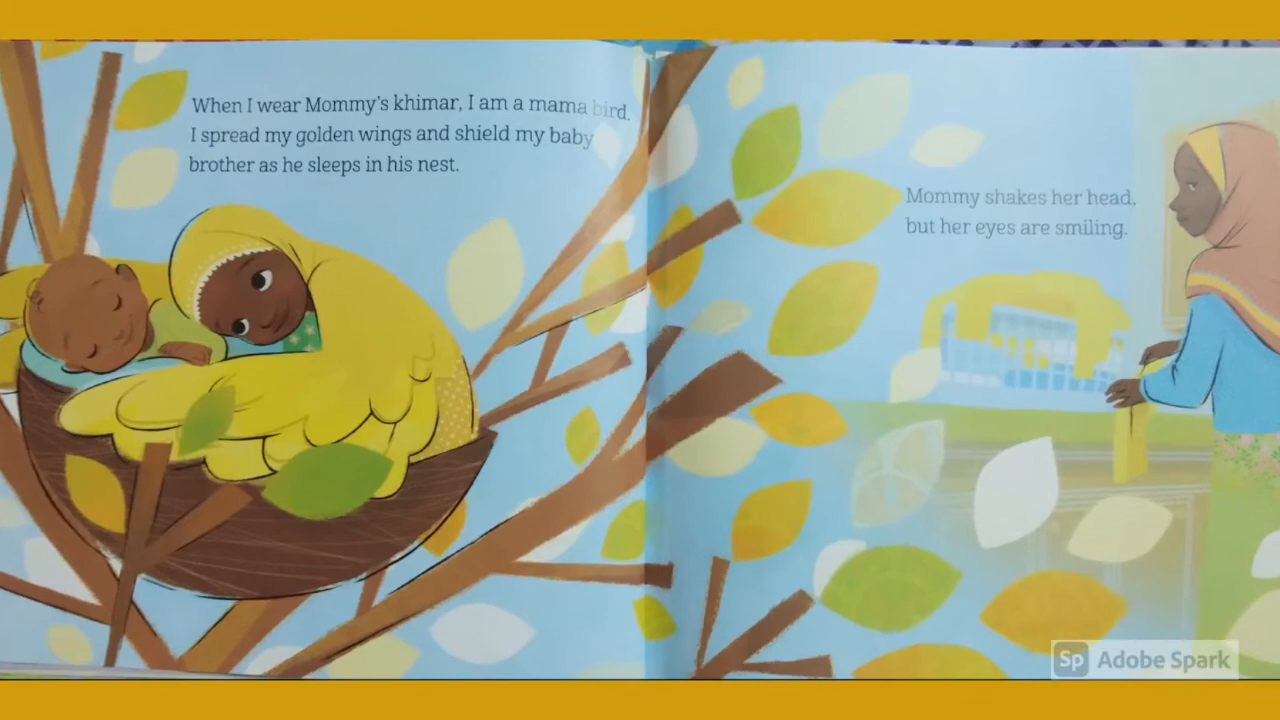 When I wear Mommy's khimar, I am a mama bird.
I spread my golden wings and shield my baby
brother as he sleeps in his nest.
Mommy shakes her head,
but her eyes are smiling.
Sp Adobe Spark